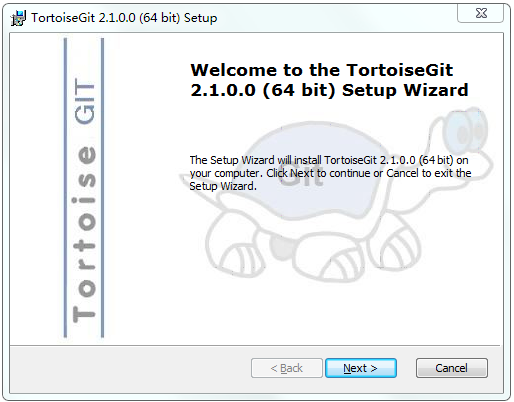 TortoiseGit 2.1.0.0 (64 bit) Setup
Tortoise GIT
Welcome to the TortoiseGit
2.1.0.0 (64 bit) Setup Wizard
Git
The Setup Wizard will install TortoiseGit 2.1.0.0 (64 bit) on
your computer. Click Next to continue or Cancel to exit the
Setup Wizard.
< Back
Next >
Cancel